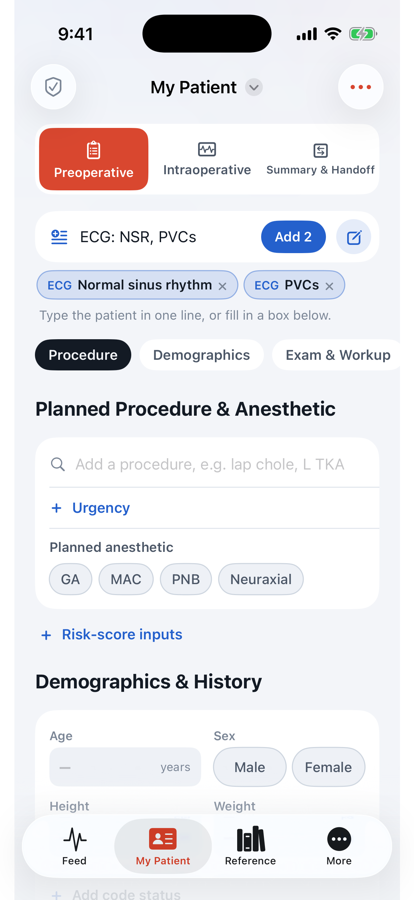 9:41
My Patient
Preoperative
Intraoperative
Summary & Handoff
ECG: NSR, PVCs
Add 2
ECG Normal sinus rhythm ×
ECG PVCs ×
Type the patient in one line, or fill in a box below.
Procedure
Demographics
Exam & Workup
Planned Procedure & Anesthetic
Add a procedure, e.g. lap chole, L TKA
+ Urgency
Planned anesthetic
GA
MAC
PNB
Neuraxial
+ Risk-score inputs
Demographics & History
Age
Sex
— years
Male
Female
Height
Weight
Feed
My Patient
Reference
More
+ Add code status